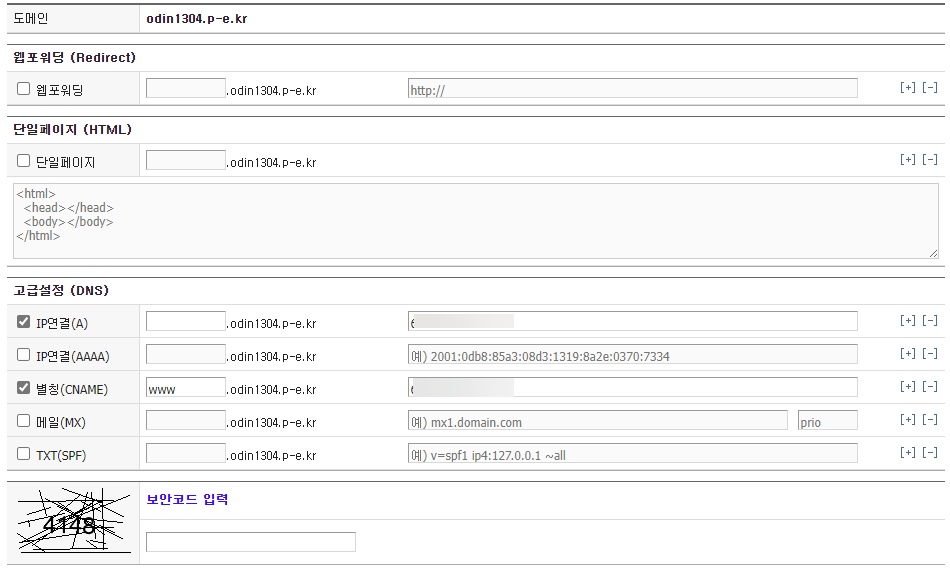 도메인 odin1304.p-e.kr
웹포워딩 (Redirect)
웹포워딩 .odin1304.p-e.kr http:// [+] [-]
단일페이지 (HTML)
단일페이지 .odin1304.p-e.kr [+] [-]
<html>
<head></head>
<body></body>
</html>
고급설정 (DNS)
IP연결(A) .odin1304.p-e.kr 6 [+] [-]
IP연결(AAAA) .odin1304.p-e.kr 예) 2001:0db8:85a3:08d3:1319:8a2e:0370:7334 [+] [-]
별칭(CNAME) www .odin1304.p-e.kr 6 [+] [-]
메일(MX) .odin1304.p-e.kr 예) mx1.domain.com prio [+] [-]
TXT(SPF) .odin1304.p-e.kr 예) v=spf1 ip4:127.0.0.1 ~all [+] [-]
4148 보안코드 입력